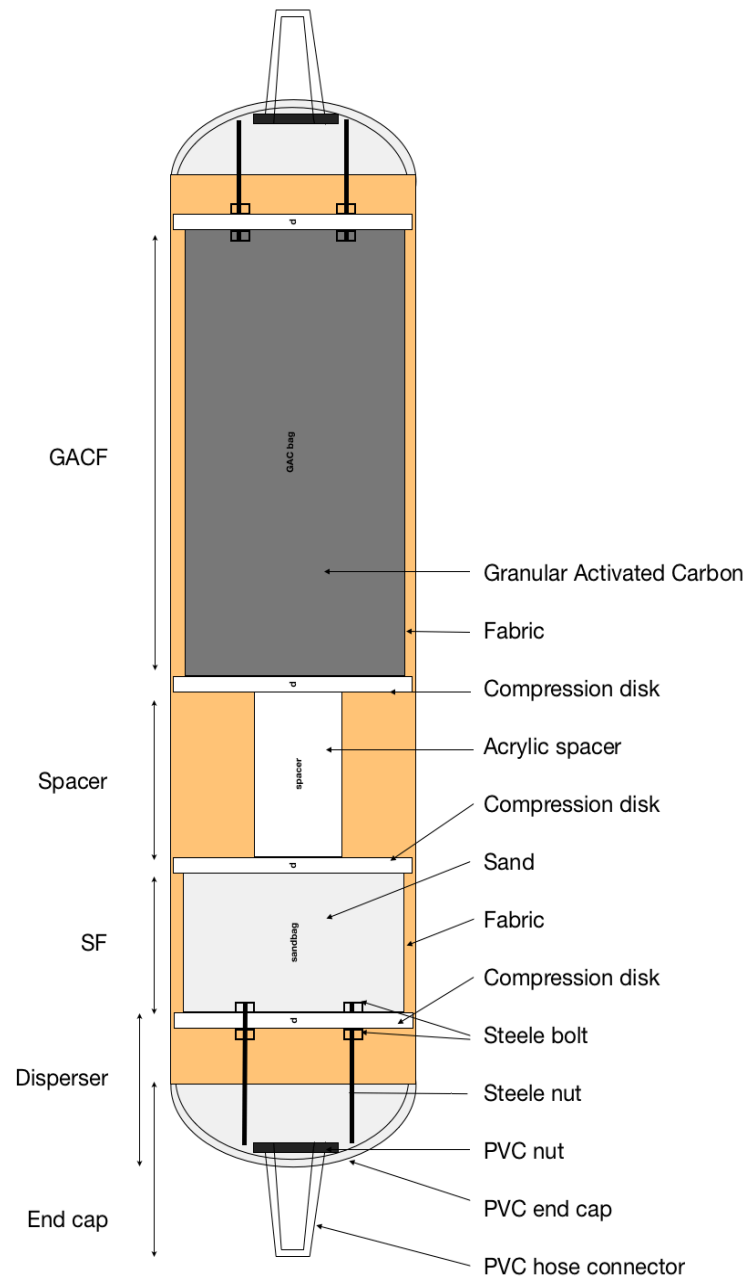 d
GAC bag
GACF
Granular Activated Carbon
Fabric
d
Compression disk
Acrylic spacer
spacer
Spacer
Compression disk
d
Sand
Fabric
sandbag
SF
Compression disk
d
Steele bolt
Disperser
Steele nut
PVC nut
PVC end cap
End cap
PVC hose connector